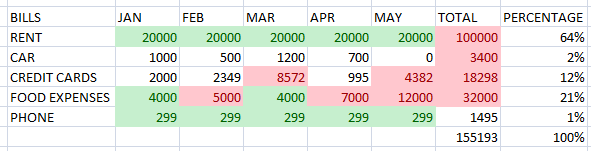 BILLS JAN FEB MAR APR MAY TOTAL PERCENTAGE
RENT 20000 20000 20000 20000 20000 100000 64%
CAR 1000 500 1200 700 0 3400 2%
CREDIT CARDS 2000 2349 8572 995 4382 18298 12%
FOOD EXPENSES 4000 5000 4000 7000 12000 32000 21%
PHONE 299 299 299 299 299 1495 1%
155193 100%